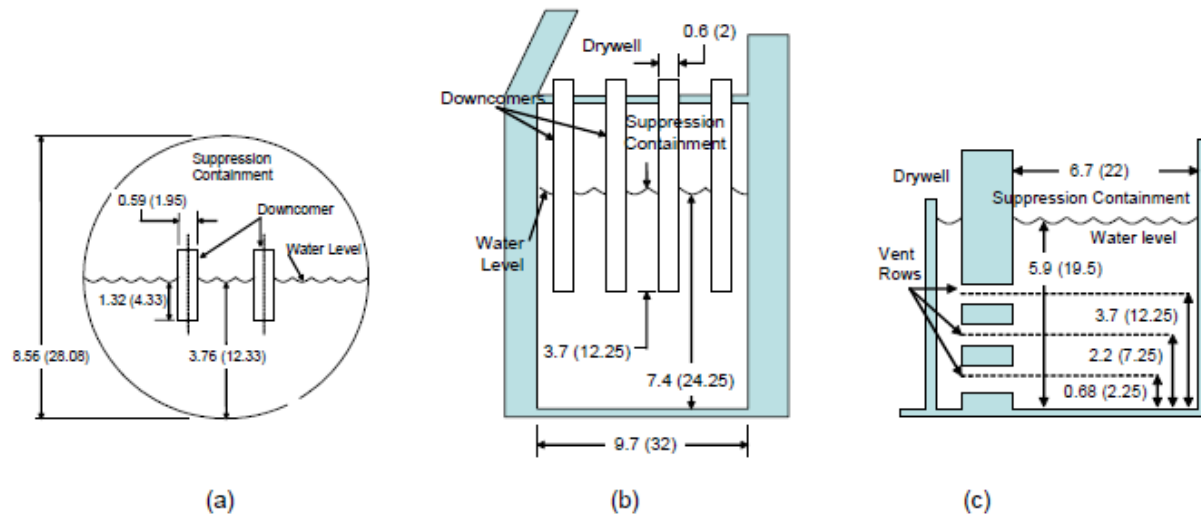 Suppression
Containment
0.59 (1.95)
Downcomer
Water Level
1.32 (4.33)
8.56 (28.08)
3.76 (12.33)
(a)
0.6 (2)
Drywell
Downcomers
Suppression
Containment
Water
Level
3.7 (12.25)
7.4 (24.25)
9.7 (32)
(b)
6.7 (22)
Drywell
Suppression Containment
Water level
Vent
Rows
5.9 (19.5)
3.7 (12.25)
2.2 (7.25)
0.68 (2.25)
(c)